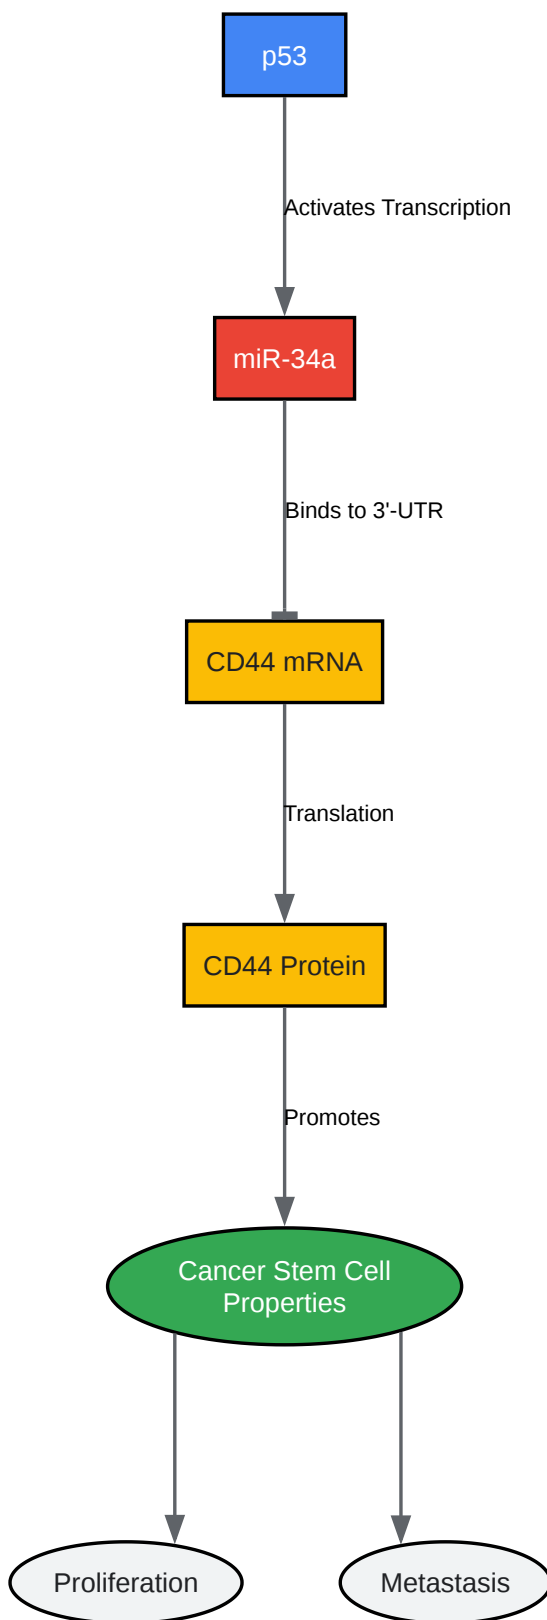 p53
Activates Transcription
miR-34a
Binds to 3'-UTR
CD44 mRNA
Translation
CD44 Protein
Promotes
Cancer Stem Cell
Properties
Proliferation
Metastasis